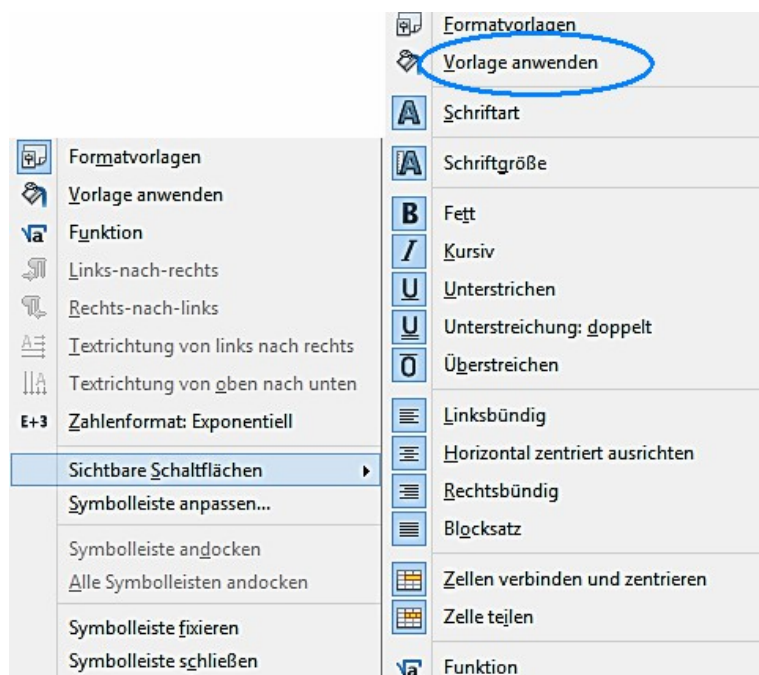 Formatvorlagen
Vorlage anwenden
Funktion
Links-nach-rechts
Rechts-nach-links
Textrichtung von links nach rechts
Textrichtung von oben nach unten
E+3 Zahlenformat: Exponentiell
Sichtbare Schaltflächen
Symbolleiste anpassen...
Symbolleiste andocken
Alle Symbolleisten andocken
Symbolleiste fixieren
Symbolleiste schließen
Formatvorlagen
Vorlage anwenden
Schriftart
Schriftgröße
Fett
Kursiv
Unterstrichen
Unterstreichung: doppelt
Überstreichen
Linksbündig
Horizontal zentriert ausrichten
Rechtsbündig
Blocksatz
Zellen verbinden und zentrieren
Zelle teilen
Funktion